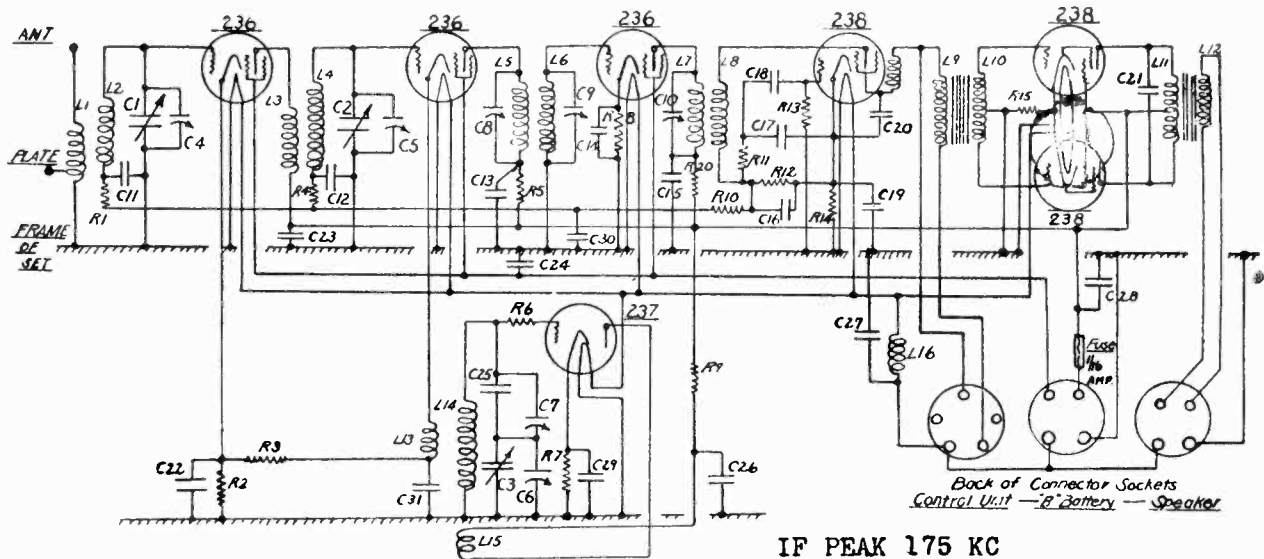 236 236 236 238 238
ANT
L1 L2 C1 C4 L3 L4 C2 C5 L5 C8 L6 C9 C14 R8 L7 C10 L8 C18 R13 C17 C20 L9 L10 R15 C21 L11 L12
PLATE
C11 R1 R4 C12 C13 R5 C15 R20 R11 R12 R10 C16 R14 C19
238
FRAME
OF
SET
C23 C30 C24 C28
R6 237 C27 L16 Fuse
1/16
AMP.
C25 C7 R9
L14
L13
R3 C22 R2 C31 C3 C6 R7 C29 C26
L15
Back of Connector Sockets
Control Unit — "B" Battery — Speaker
IF PEAK 175 KC